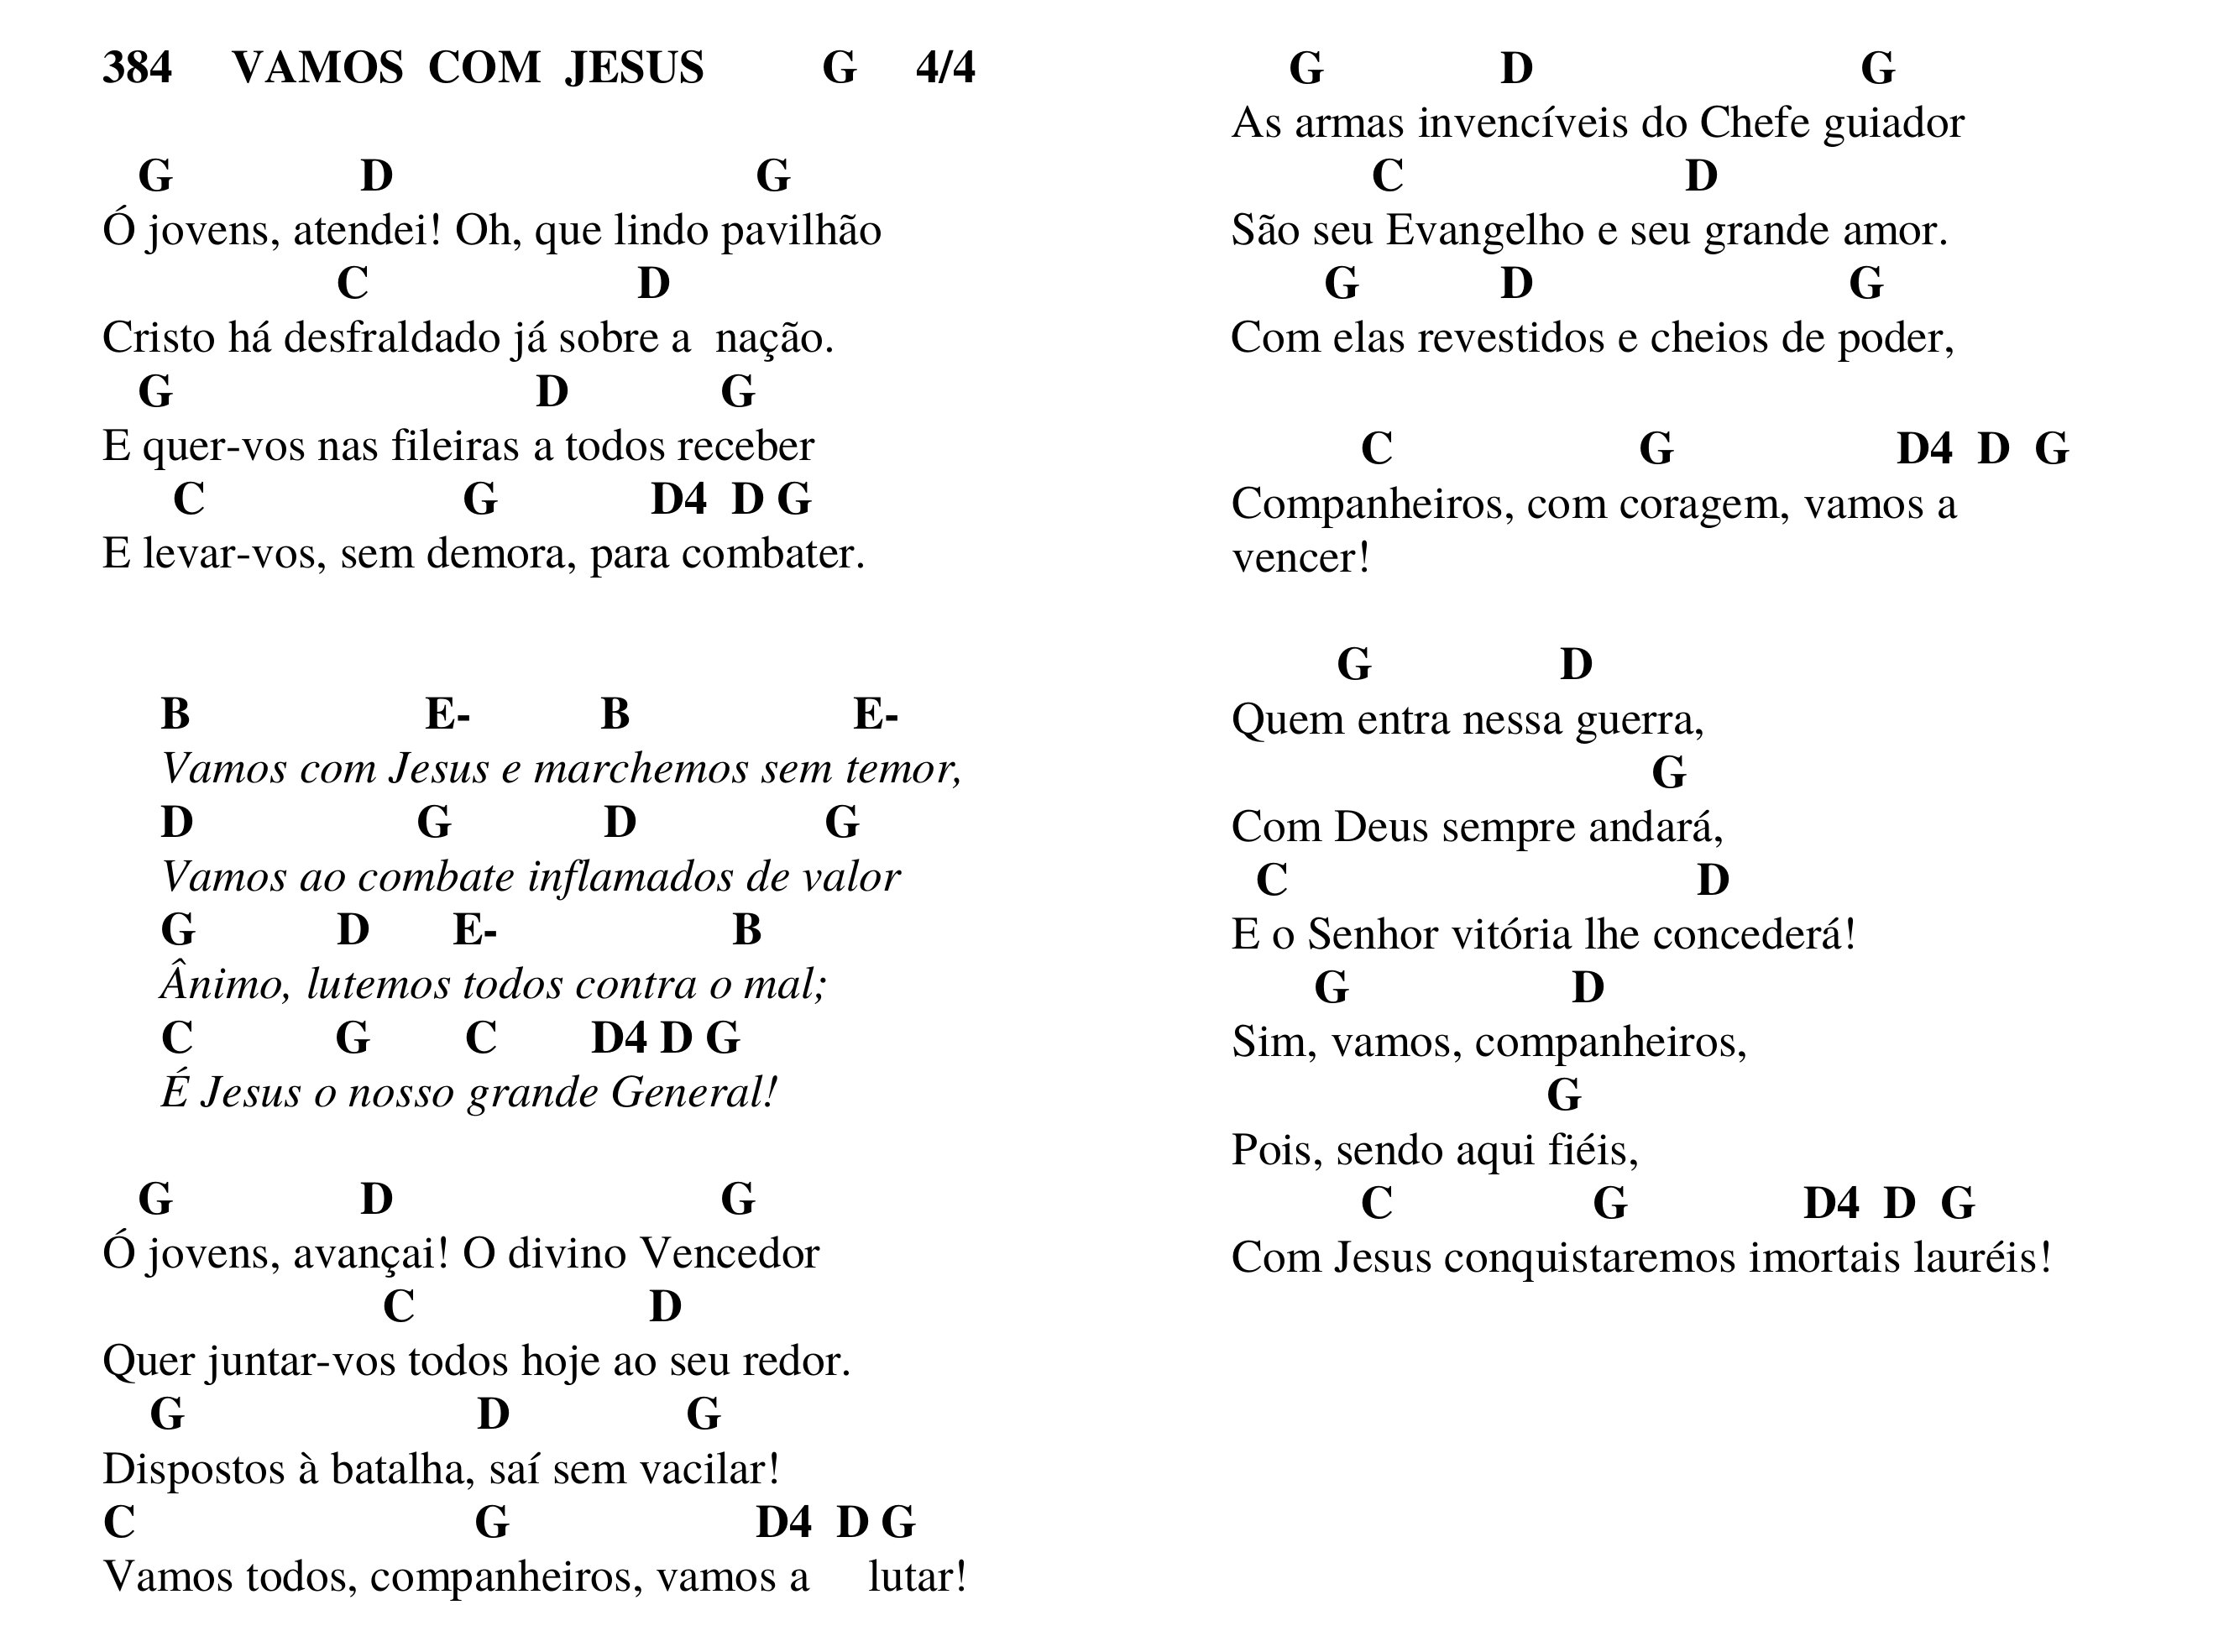 384 VAMOS COM JESUS G 4/4
G D G
Ó jovens, atendei! Oh, que lindo pavilhão
C D
Cristo há desfraldado já sobre a nação.
G D G
E quer-vos nas fileiras a todos receber
C G D4 D G
E levar-vos, sem demora, para combater.
B E- B E-
Vamos com Jesus e marchemos sem temor,
D G D G
Vamos ao combate inflamados de valor
G D E- B
Ânimo, lutemos todos contra o mal;
C G C D4 D G
É Jesus o nosso grande General!
G D G
Ó jovens, avançai! O divino Vencedor
C D
Quer juntar-vos todos hoje ao seu redor.
G D G
Dispostos à batalha, saí sem vacilar!
C G D4 D G
Vamos todos, companheiros, vamos a lutar!
G D G
As armas invencíveis do Chefe guiador
C D
São seu Evangelho e seu grande amor.
G D G
Com elas revestidos e cheios de poder,
C G D4 D G
Companheiros, com coragem, vamos a
vencer!
G D
Quem entra nessa guerra,
G
Com Deus sempre andará,
C D
E o Senhor vitória lhe concederá!
G D
Sim, vamos, companheiros,
G
Pois, sendo aqui fiéis,
C G D4 D G
Com Jesus conquistaremos imortais lauréis!